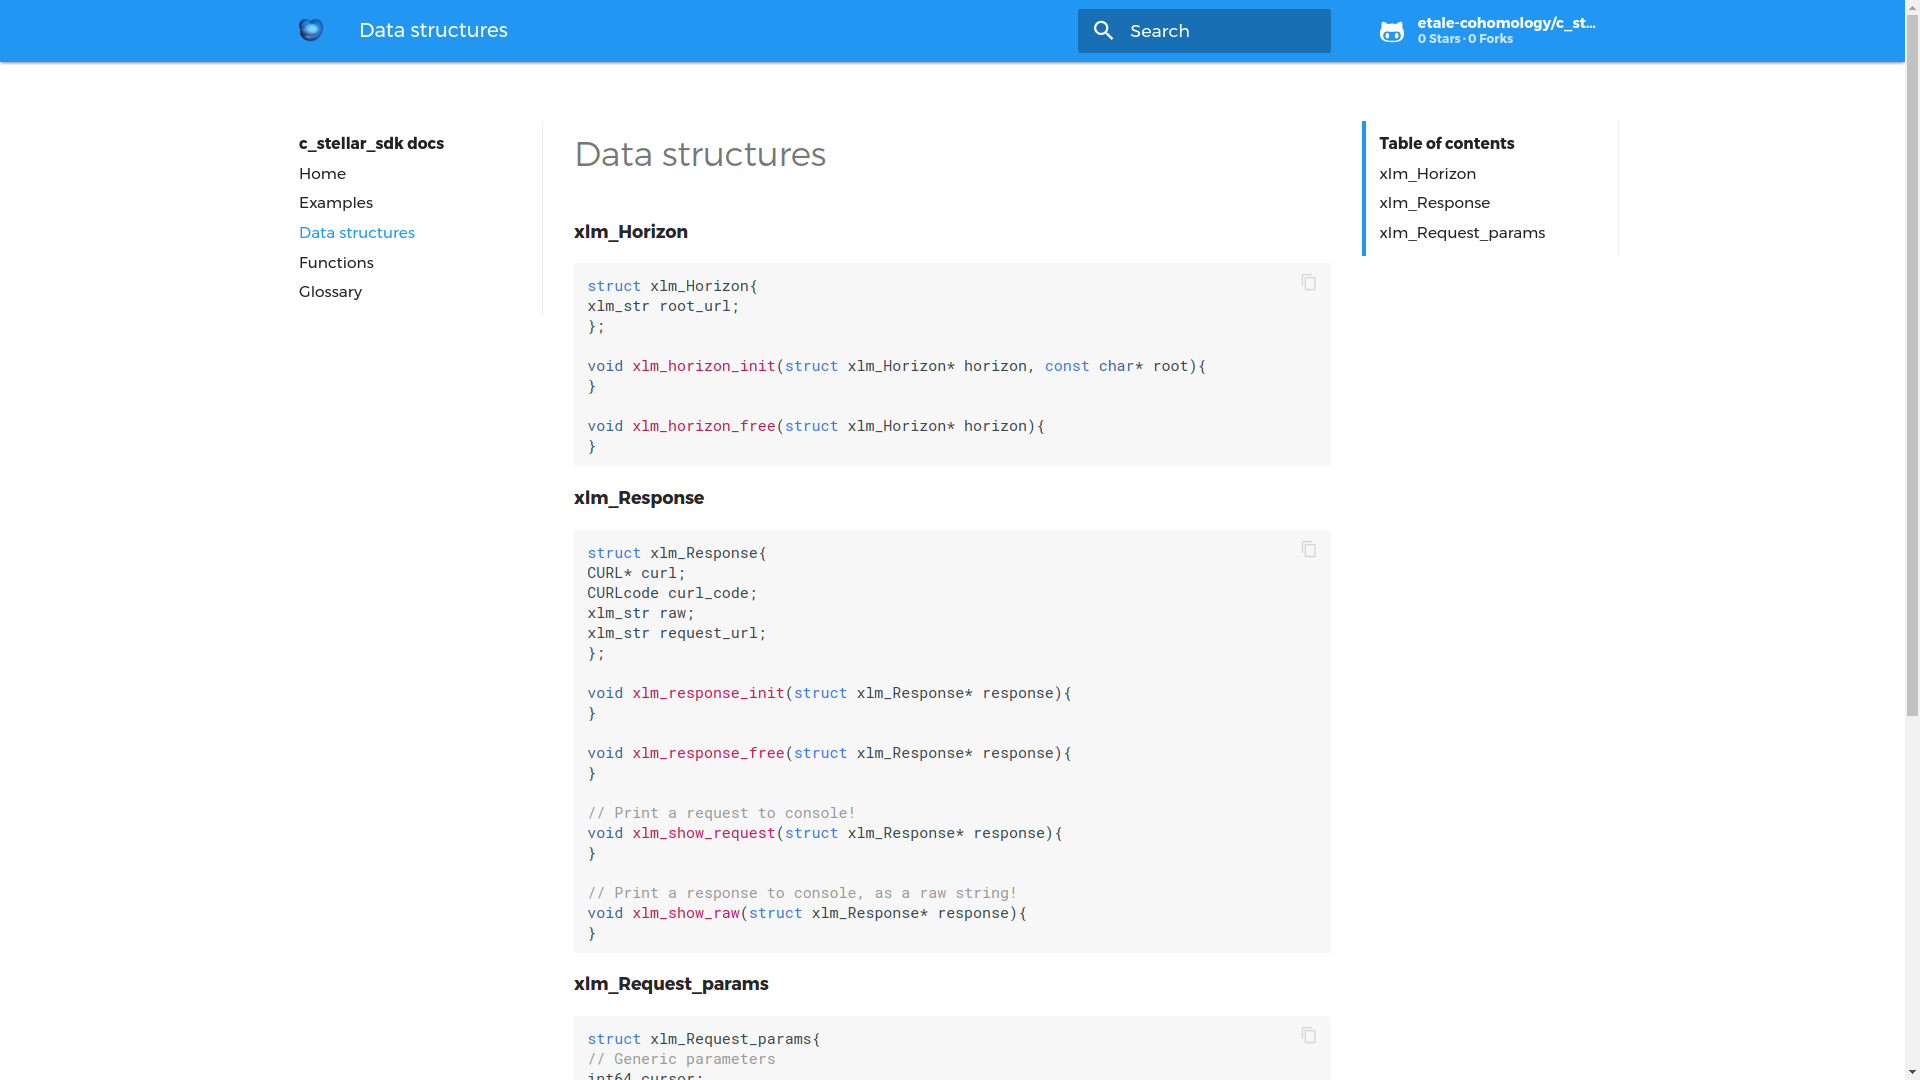 Data structures
Search
etale-cohomology/c_st...
0 Stars · 0 Forks
c_stellar_sdk docs
Home
Examples
Data structures
Functions
Glossary
Data structures
xlm_Horizon
struct xlm_Horizon{
xlm_str root_url;
};
void xlm_horizon_init(struct xlm_Horizon* horizon, const char* root){
}
void xlm_horizon_free(struct xlm_Horizon* horizon){
}
xlm_Response
struct xlm_Response{
CURL* curl;
CURLcode curl_code;
xlm_str raw;
xlm_str request_url;
};
void xlm_response_init(struct xlm_Response* response){
}
void xlm_response_free(struct xlm_Response* response){
}
// Print a request to console!
void xlm_show_request(struct xlm_Response* response){
}
// Print a response to console, as a raw string!
void xlm_show_raw(struct xlm_Response* response){
}
xlm_Request_params
struct xlm_Request_params{
// Generic parameters
int64 cursor;
Table of contents
xlm_Horizon
xlm_Response
xlm_Request_params